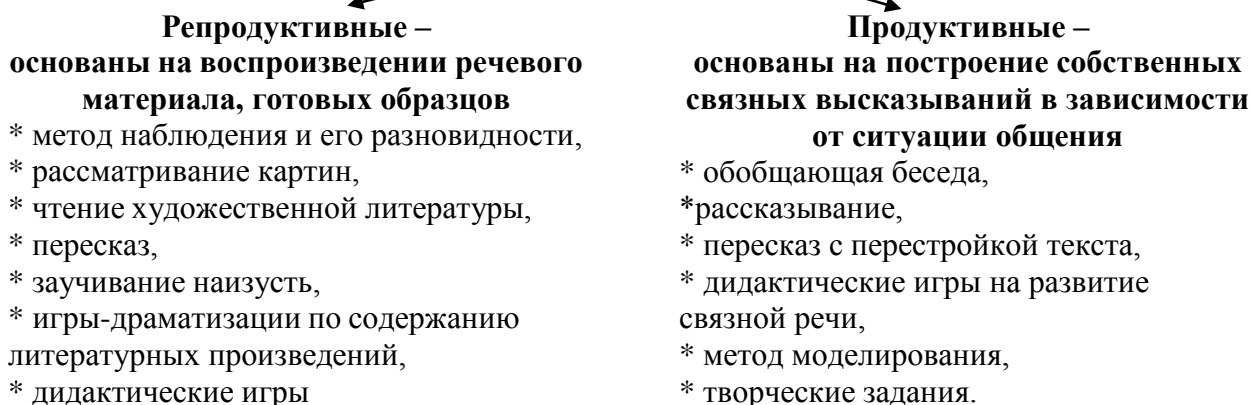 Репродуктивные –
основаны на воспроизведении речевого
материала, готовых образцов
* метод наблюдения и его разновидности,
* рассматривание картин,
* чтение художественной литературы,
* пересказ,
* заучивание наизусть,
* игры-драматизации по содержанию
литературных произведений,
* дидактические игры
Продуктивные –
основаны на построение собственных
связных высказываний в зависимости
от ситуации общения
* обобщающая беседа,
*рассказывание,
* пересказ с перестройкой текста,
* дидактические игры на развитие
связной речи,
* метод моделирования,
* творческие задания.